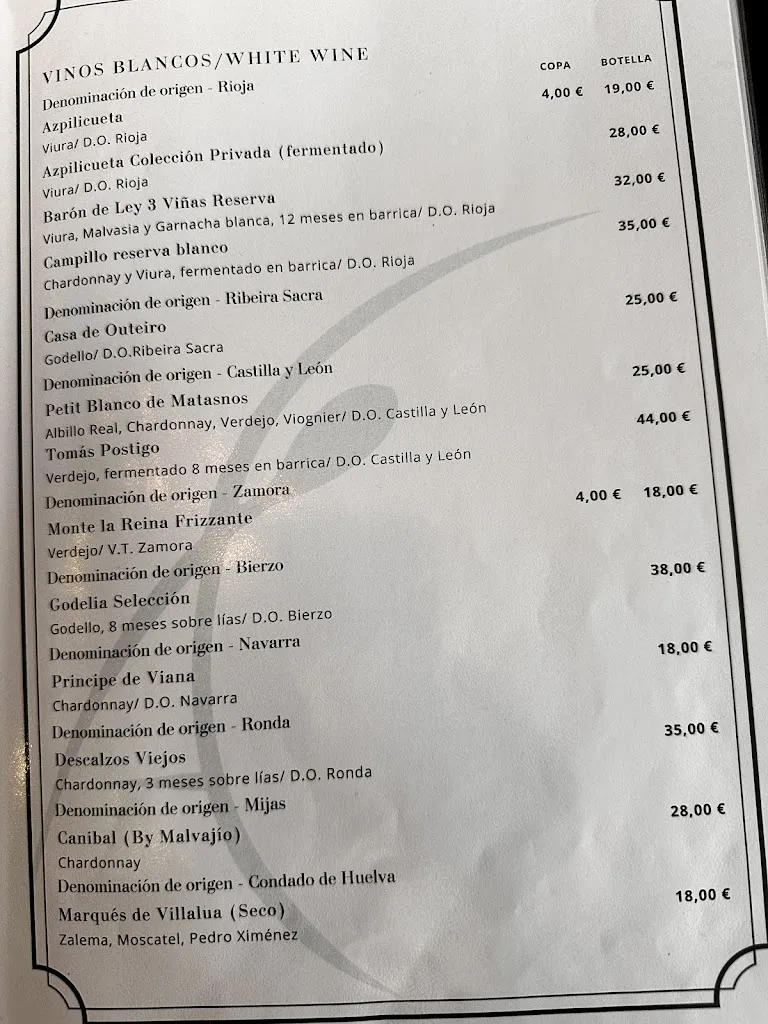 VINOS BLANCOS/WHITE WINE
COPA BOTELLA
Denominación de origen - Rioja
Azpilicueta 4,00 € 19,00 €
Viura/ D.O. Rioja
Azpilicueta Colección Privada (fermentado) 28,00 €
Viura/ D.O. Rioja
Barón de Ley 3 Viñas Reserva 32,00 €
Viura, Malvasia y Garnacha blanca, 12 meses en barrica/ D.O. Rioja
Campillo reserva blanco 35,00 €
Chardonnay y Viura, fermentado en barrica/ D.O. Rioja
Denominación de origen - Ribeira Sacra
Casa de Outeiro 25,00 €
Godello/ D.O.Ribeira Sacra
Denominación de origen - Castilla y León
Petit Blanco de Matasnos 25,00 €
Albillo Real, Chardonnay, Verdejo, Viognier/ D.O. Castilla y León
Tomás Postigo 44,00 €
Verdejo, fermentado 8 meses en barrica/ D.O. Castilla y León
Denominación de origen - Zamora
Monte la Reina Frizzante 4,00 € 18,00 €
Verdejo/ V.T. Zamora
Denominación de origen - Bierzo
Godelia Selección 38,00 €
Godello, 8 meses sobre lías/ D.O. Bierzo
Denominación de origen - Navarra
Principe de Viana 18,00 €
Chardonnay/ D.O. Navarra
Denominación de origen - Ronda
Descalzos Viejos 35,00 €
Chardonnay, 3 meses sobre lías/ D.O. Ronda
Denominación de origen - Mijas
Canibal (By Malvajío) 28,00 €
Chardonnay
Denominación de origen - Condado de Huelva
Marqués de Villalua (Seco) 18,00 €
Zalema, Moscatel, Pedro Ximénez